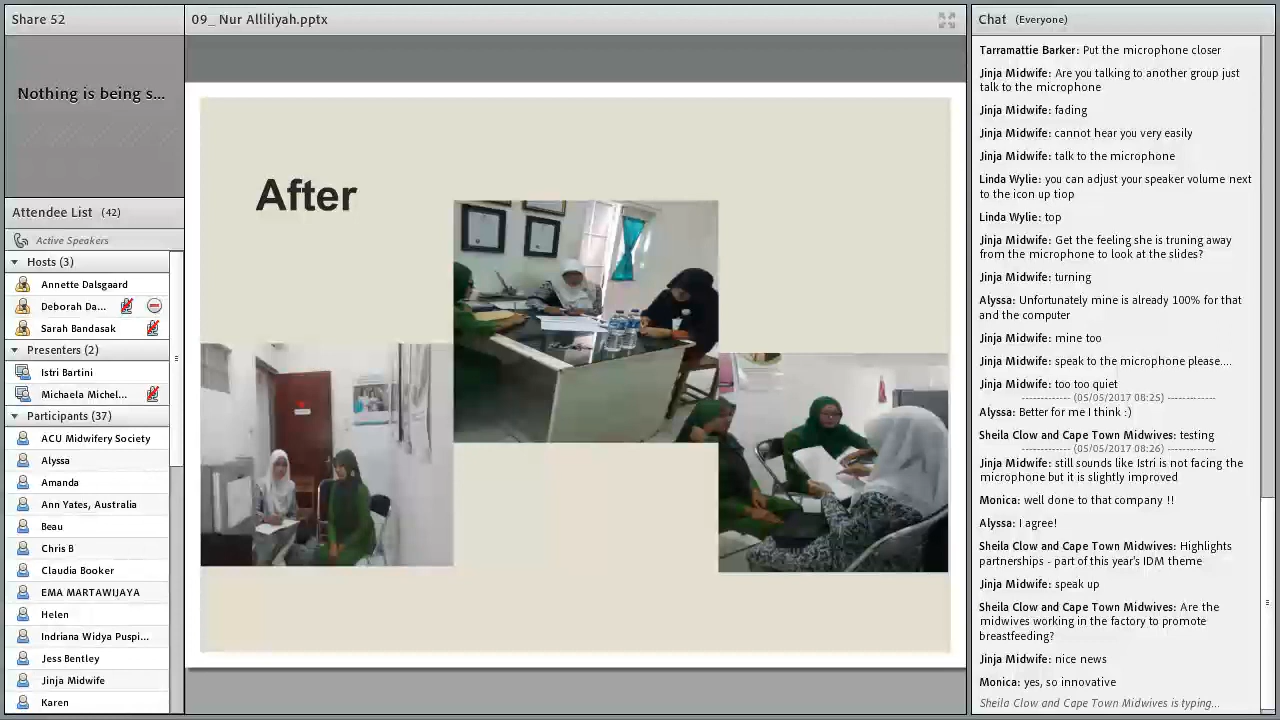 Share 52
Nothing is being s...
Attendee List (42)
Active Speakers
Hosts (3)
Annette Dalsgaard
Deborah Da...
Sarah Bandasak
Presenters (2)
Istri Bartini
Michaela Michel...
Participants (37)
ACU Midwifery Society
Alyssa
Amanda
Ann Yates, Australia
Beau
Chris B
Claudia Booker
EMA MARTAWIJAYA
Helen
Indriana Widya Puspi...
Jess Bentley
Jinja Midwife
Karen
09_ Nur Alliliyah.pptx
After
Chat (Everyone)
Tarramattie Barker: Put the microphone closer
Jinja Midwife: Are you talking to another group just
talk to the microphone
Jinja Midwife: fading
Jinja Midwife: cannot hear you very easily
Jinja Midwife: talk to the microphone
Linda Wylie: you can adjust your speaker volume next
to the icon up tiop
Linda Wylie: top
Jinja Midwife: Get the feeling she is truning away
from the microphone to look at the slides?
Jinja Midwife: turning
Alyssa: Unfortunately mine is already 100% for that
and the computer
Jinja Midwife: mine too
Jinja Midwife: speak to the microphone please....
Jinja Midwife: too too quiet
------------- (05/05/2017 08:25) -------------
Alyssa: Better for me I think :)
Sheila Clow and Cape Town Midwives: testing
------------- (05/05/2017 08:26) -------------
Jinja Midwife: still sounds like Istri is not facing the
microphone but it is slightly improved
Monica: well done to that company !!
Alyssa: I agree!
Sheila Clow and Cape Town Midwives: Highlights
partnerships - part of this year's IDM theme
Jinja Midwife: speak up
Sheila Clow and Cape Town Midwives: Are the
midwives working in the factory to promote
breastfeeding?
Jinja Midwife: nice news
Monica: yes, so innovative
Sheila Clow and Cape Town Midwives is typing...